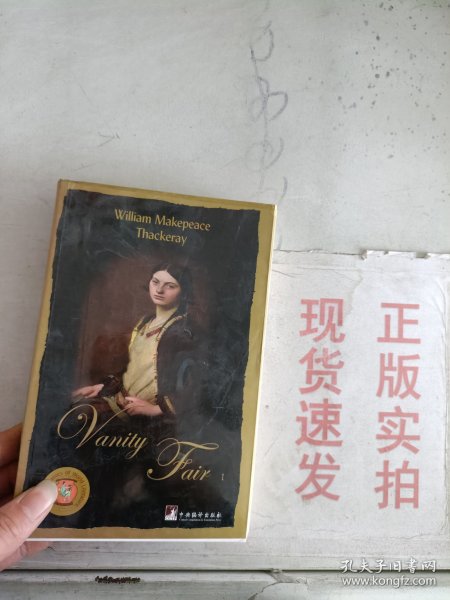 William Makepeace
Thackeray
Vanity
Fair
I
中央编译出版社
正版实拍
现货速发
孔夫子旧书网
www.kongfz.com